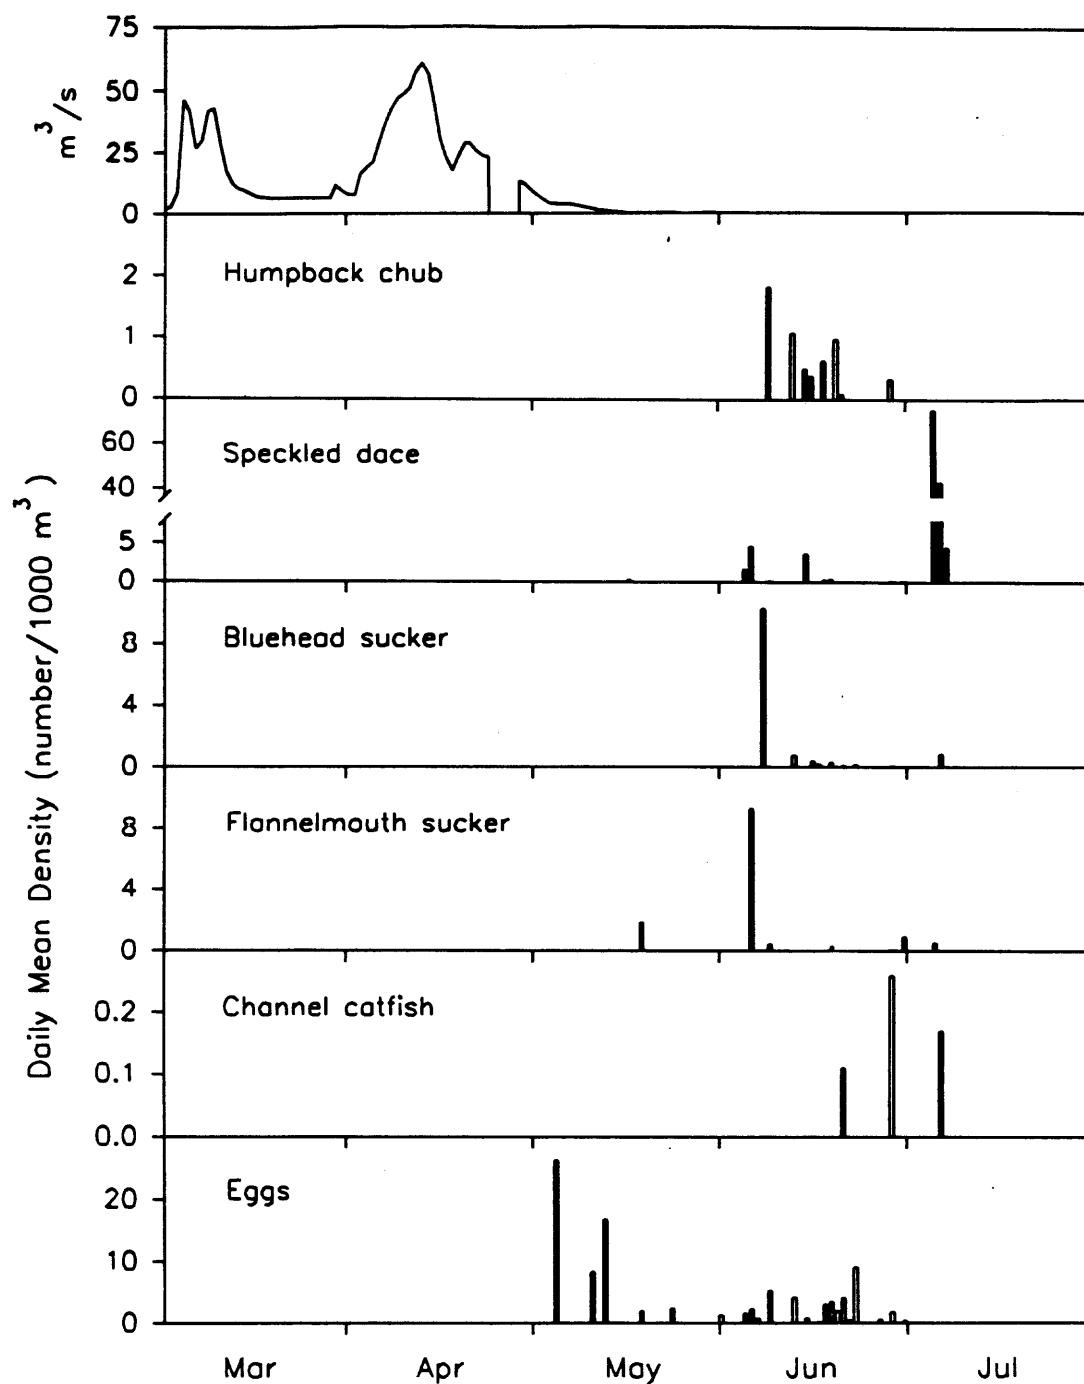 75
50
25
0
m³/s
Humpback chub
2
1
0
Speckled dace
60
40
5
0
Bluehead sucker
8
4
0
Flannelmouth sucker
8
4
0
Channel catfish
0.2
0.1
0.0
Eggs
20
10
0
Daily Mean Density (number/1000 m³)
Mar Apr May Jun Jul